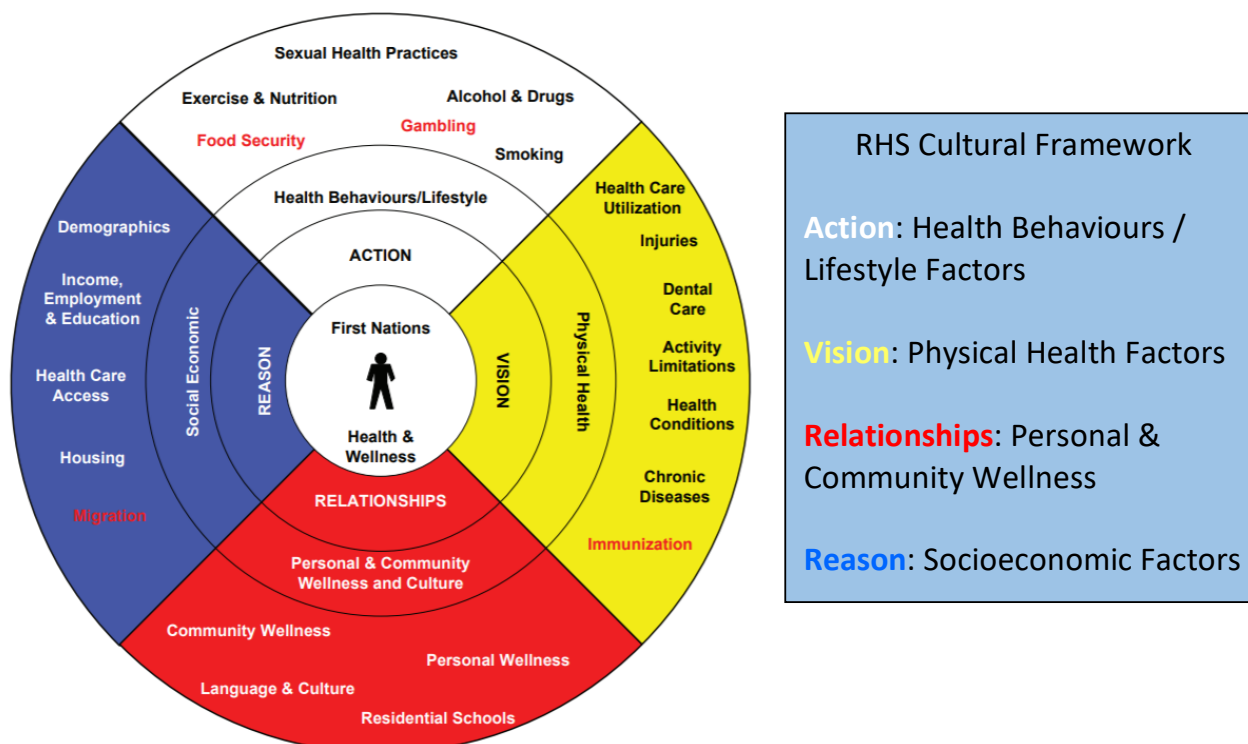 Sexual Health Practices
Exercise & Nutrition
Alcohol & Drugs
Food Security
Gambling
Smoking
Health Behaviours/Lifestyle
ACTION
Health Care
Utilization
Injuries
Dental
Care
Activity
Limitations
Health
Conditions
Chronic
Diseases
Immunization
Physical Health
VISION
First Nations
Health &
Wellness
Demographics
Income,
Employment
& Education
Health Care
Access
Housing
Migration
Social Economic
REASON
RELATIONSHIPS
Personal & Community
Wellness and Culture
Community Wellness
Personal Wellness
Language & Culture
Residential Schools
RHS Cultural Framework
Action: Health Behaviours /
Lifestyle Factors
Vision: Physical Health Factors
Relationships: Personal &
Community Wellness
Reason: Socioeconomic Factors